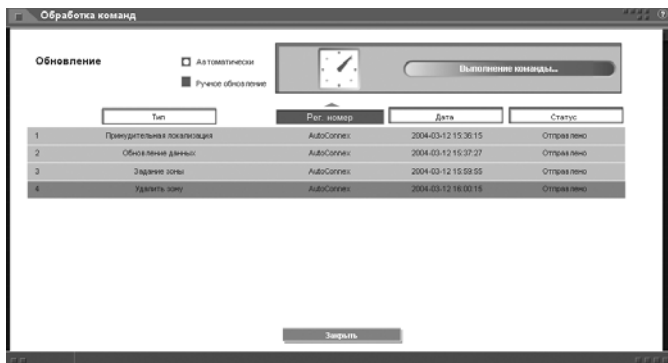 Обработка команд
Обновление
Автоматически
Ручное обновление
Выполнение команды...
Тип Рег. номер Дата Статус
1 Принудительная локализация AutoConnex 2004-03-12 15:36:15 Отправлено
2 Обновление данных AutoConnex 2004-03-12 15:37:27 Отправлено
3 Задание зоны AutoConnex 2004-03-12 15:59:55 Отправлено
4 Удалить зону AutoConnex 2004-03-12 16:00:15 Отправлено
Закрыть